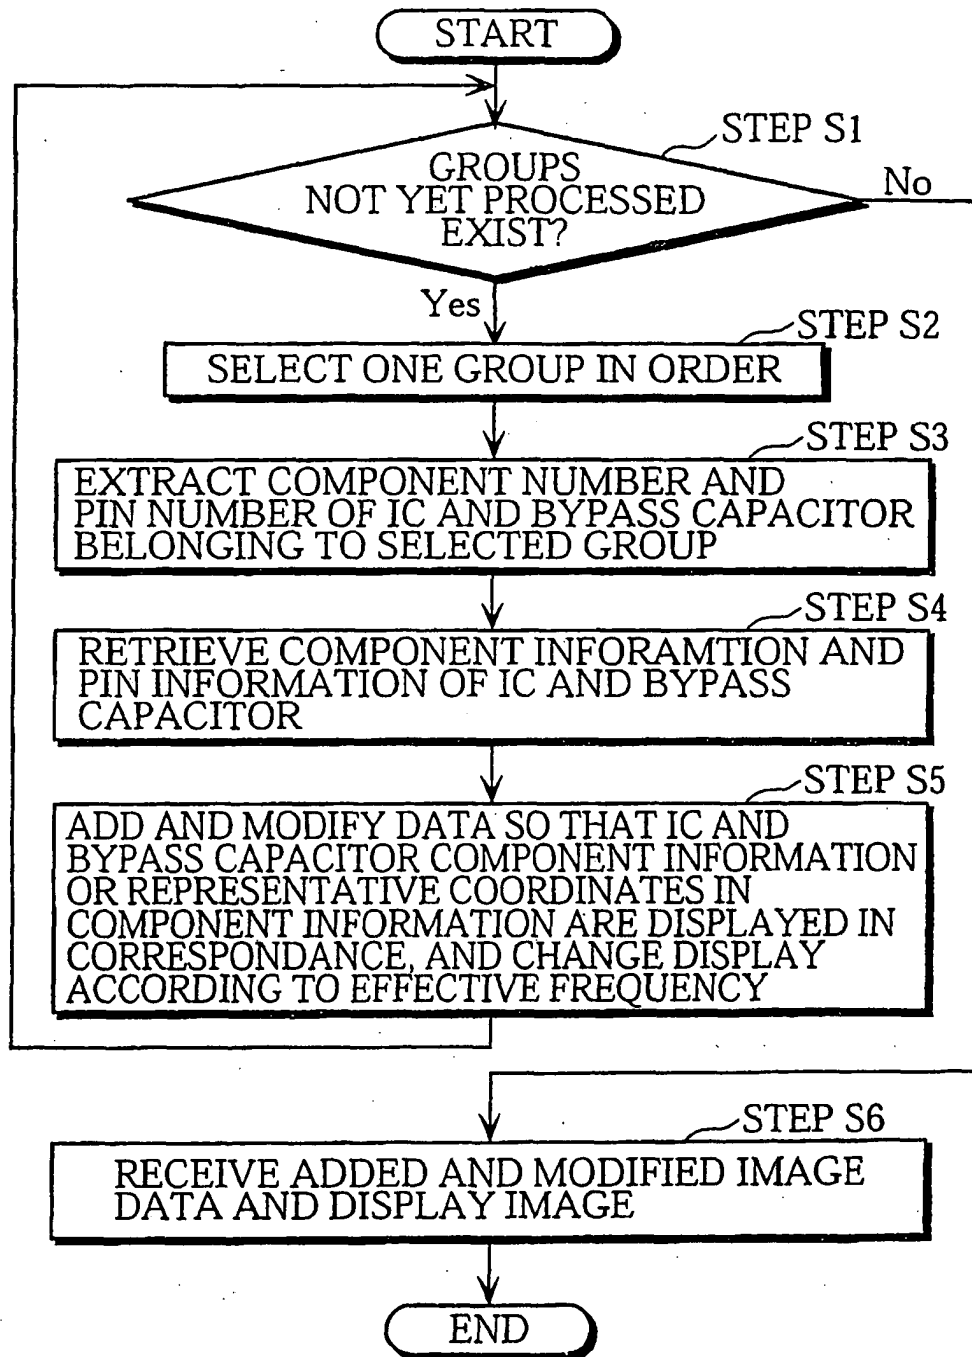 START
STEP S1
GROUPS
NOT YET PROCESSED
EXIST?
No
Yes
STEP S2
SELECT ONE GROUP IN ORDER
STEP S3
EXTRACT COMPONENT NUMBER AND
PIN NUMBER OF IC AND BYPASS CAPACITOR
BELONGING TO SELECTED GROUP
STEP S4
RETRIEVE COMPONENT INFORAMTION AND
PIN INFORMATION OF IC AND BYPASS
CAPACITOR
STEP S5
ADD AND MODIFY DATA SO THAT IC AND
BYPASS CAPACITOR COMPONENT INFORMATION
OR REPRESENTATIVE COORDINATES IN
COMPONENT INFORMATION ARE DISPLAYED IN
CORRESPONDANCE, AND CHANGE DISPLAY
ACCORDING TO EFFECTIVE FREQUENCY
STEP S6
RECEIVE ADDED AND MODIFIED IMAGE
DATA AND DISPLAY IMAGE
END